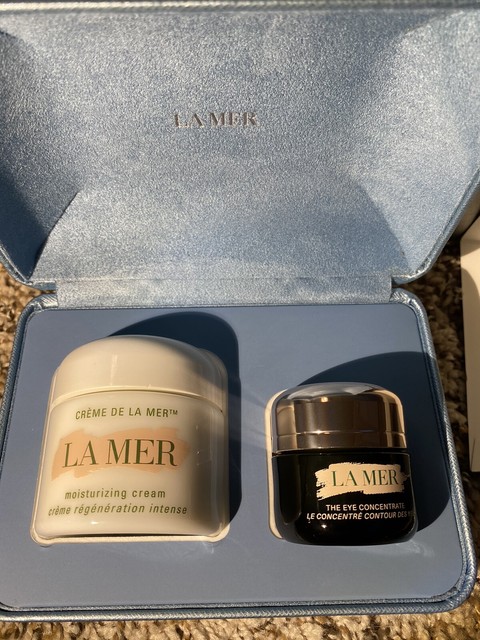 LA MER
CRÈME DE LA MER™
LA MER
moisturizing cream
crème régénération intense
LA MER
THE EYE CONCENTRATE
LE CONCENTRÉ CONTOUR DES